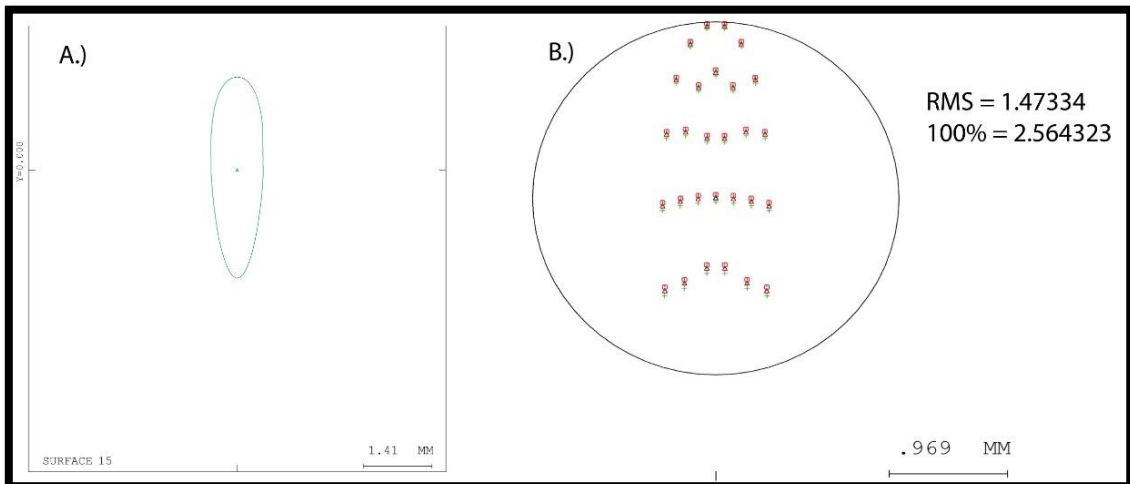 A.)
Y=0.000
1.41 MM
SURFACE 15
B.)
RMS = 1.47334
100% = 2.564323
.969 MM